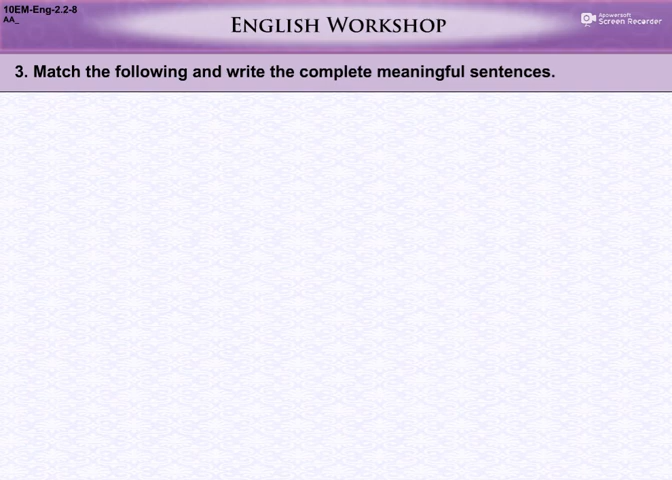 10EM-Eng-2.2-8
AA_
ENGLISH WORKSHOP
Apowersoft
Screen Recorder
3. Match the following and write the complete meaningful sentences.